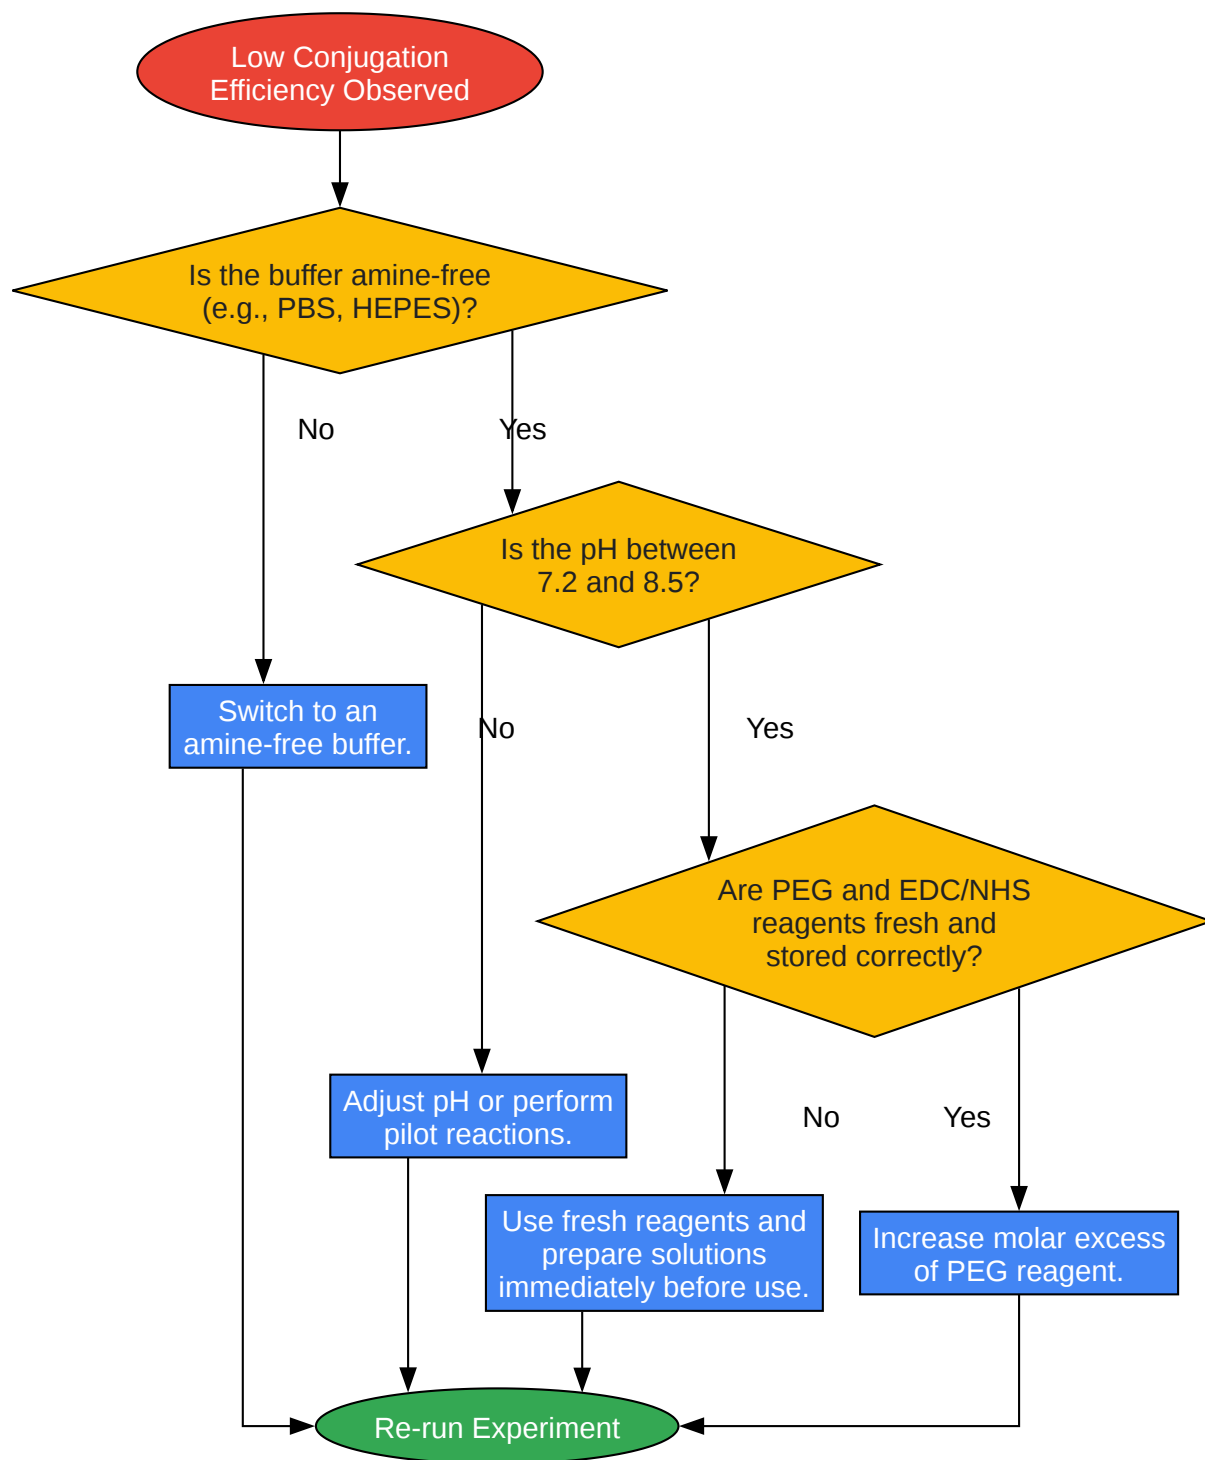 Low Conjugation
Efficiency Observed
Is the buffer amine-free
(e.g., PBS, HEPES)?
No
Yes
Is the pH between
7.2 and 8.5?
Switch to an
amine-free buffer.
No
Yes
Are PEG and EDC/NHS
reagents fresh and
stored correctly?
Adjust pH or perform
pilot reactions.
No
Yes
Use fresh reagents and
prepare solutions
immediately before use.
Increase molar excess
of PEG reagent.
Re-run Experiment